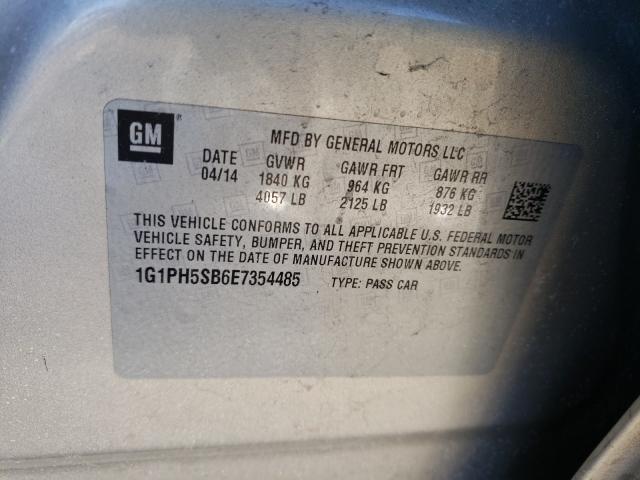 GM ®
MFD BY GENERAL MOTORS LLC
DATE GVWR GAWR FRT GAWR RR
04/14 1840 KG 964 KG 876 KG
4057 LB 2125 LB 1932 LB
THIS VEHICLE CONFORMS TO ALL APPLICABLE U.S. FEDERAL MOTOR
VEHICLE SAFETY, BUMPER, AND THEFT PREVENTION STANDARDS IN
EFFECT ON THE DATE OF MANUFACTURE SHOWN ABOVE.
1G1PH5SB6E7354485 TYPE: PASS CAR